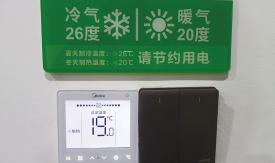 冷气 暖气
26度 20度
夏天制冷温度：>26℃
冬天制热温度：<20℃
请节约用电
Midea
19.0℃